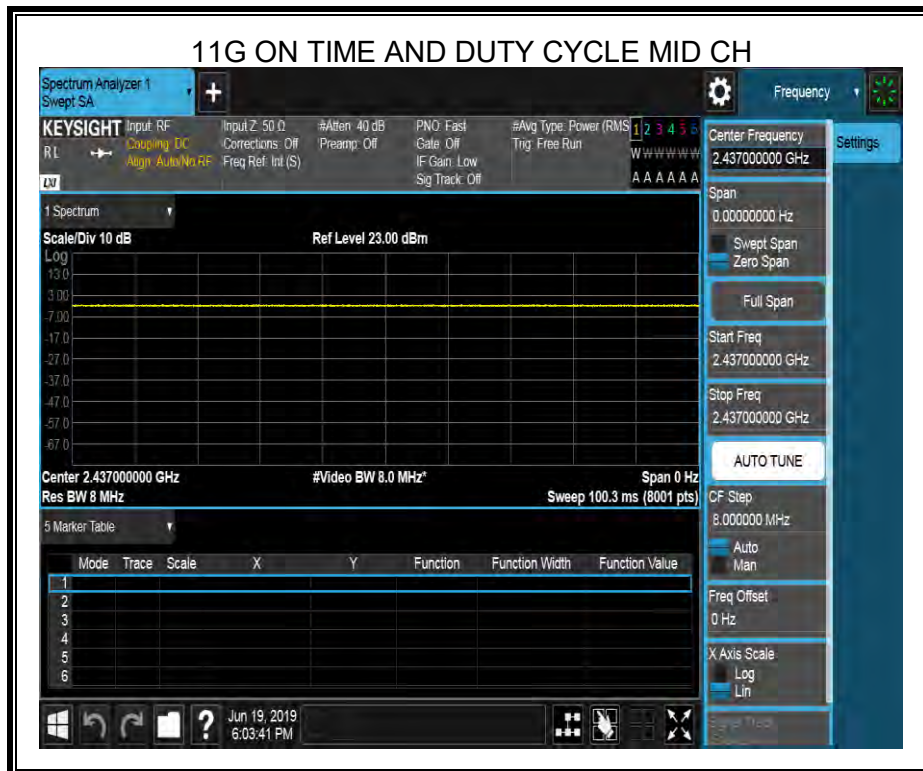 11G ON TIME AND DUTY CYCLE MID CH
Spectrum Analyzer 1
Swept SA
+
Frequency
KEYSIGHT
RL
LXI
Input: RF
Coupling: DC
Align: Auto/No RF
Input Z: 50 Ω
Corrections: Off
Freq Ref: Int (S)
#Atten: 40 dB
Preamp: Off
PNO: Fast
Gate: Off
IF Gain: Low
Sig Track: Off
#Avg Type: Power (RMS
Trig: Free Run
1 2 3 4 5 6
W W W W W W
A A A A A A
Center Frequency
2.437000000 GHz
Settings
1 Spectrum
Scale/Div 10 dB
Ref Level 23.00 dBm
Log
13.0
3.00
-7.00
-17.0
-27.0
-37.0
-47.0
-57.0
-67.0
Center 2.437000000 GHz
#Video BW 8.0 MHz*
Span 0 Hz
Res BW 8 MHz
Sweep 100.3 ms (8001 pts)
Span
0.00000000 Hz
Swept Span
Zero Span
Full Span
Start Freq
2.437000000 GHz
Stop Freq
2.437000000 GHz
AUTO TUNE
CF Step
8.000000 MHz
Auto
Man
Freq Offset
0 Hz
X Axis Scale
Log
Lin
5 Marker Table
Mode Trace Scale X Y Function Function Width Function Value
1
2
3
4
5
6
?
Jun 19, 2019
6:03:41 PM